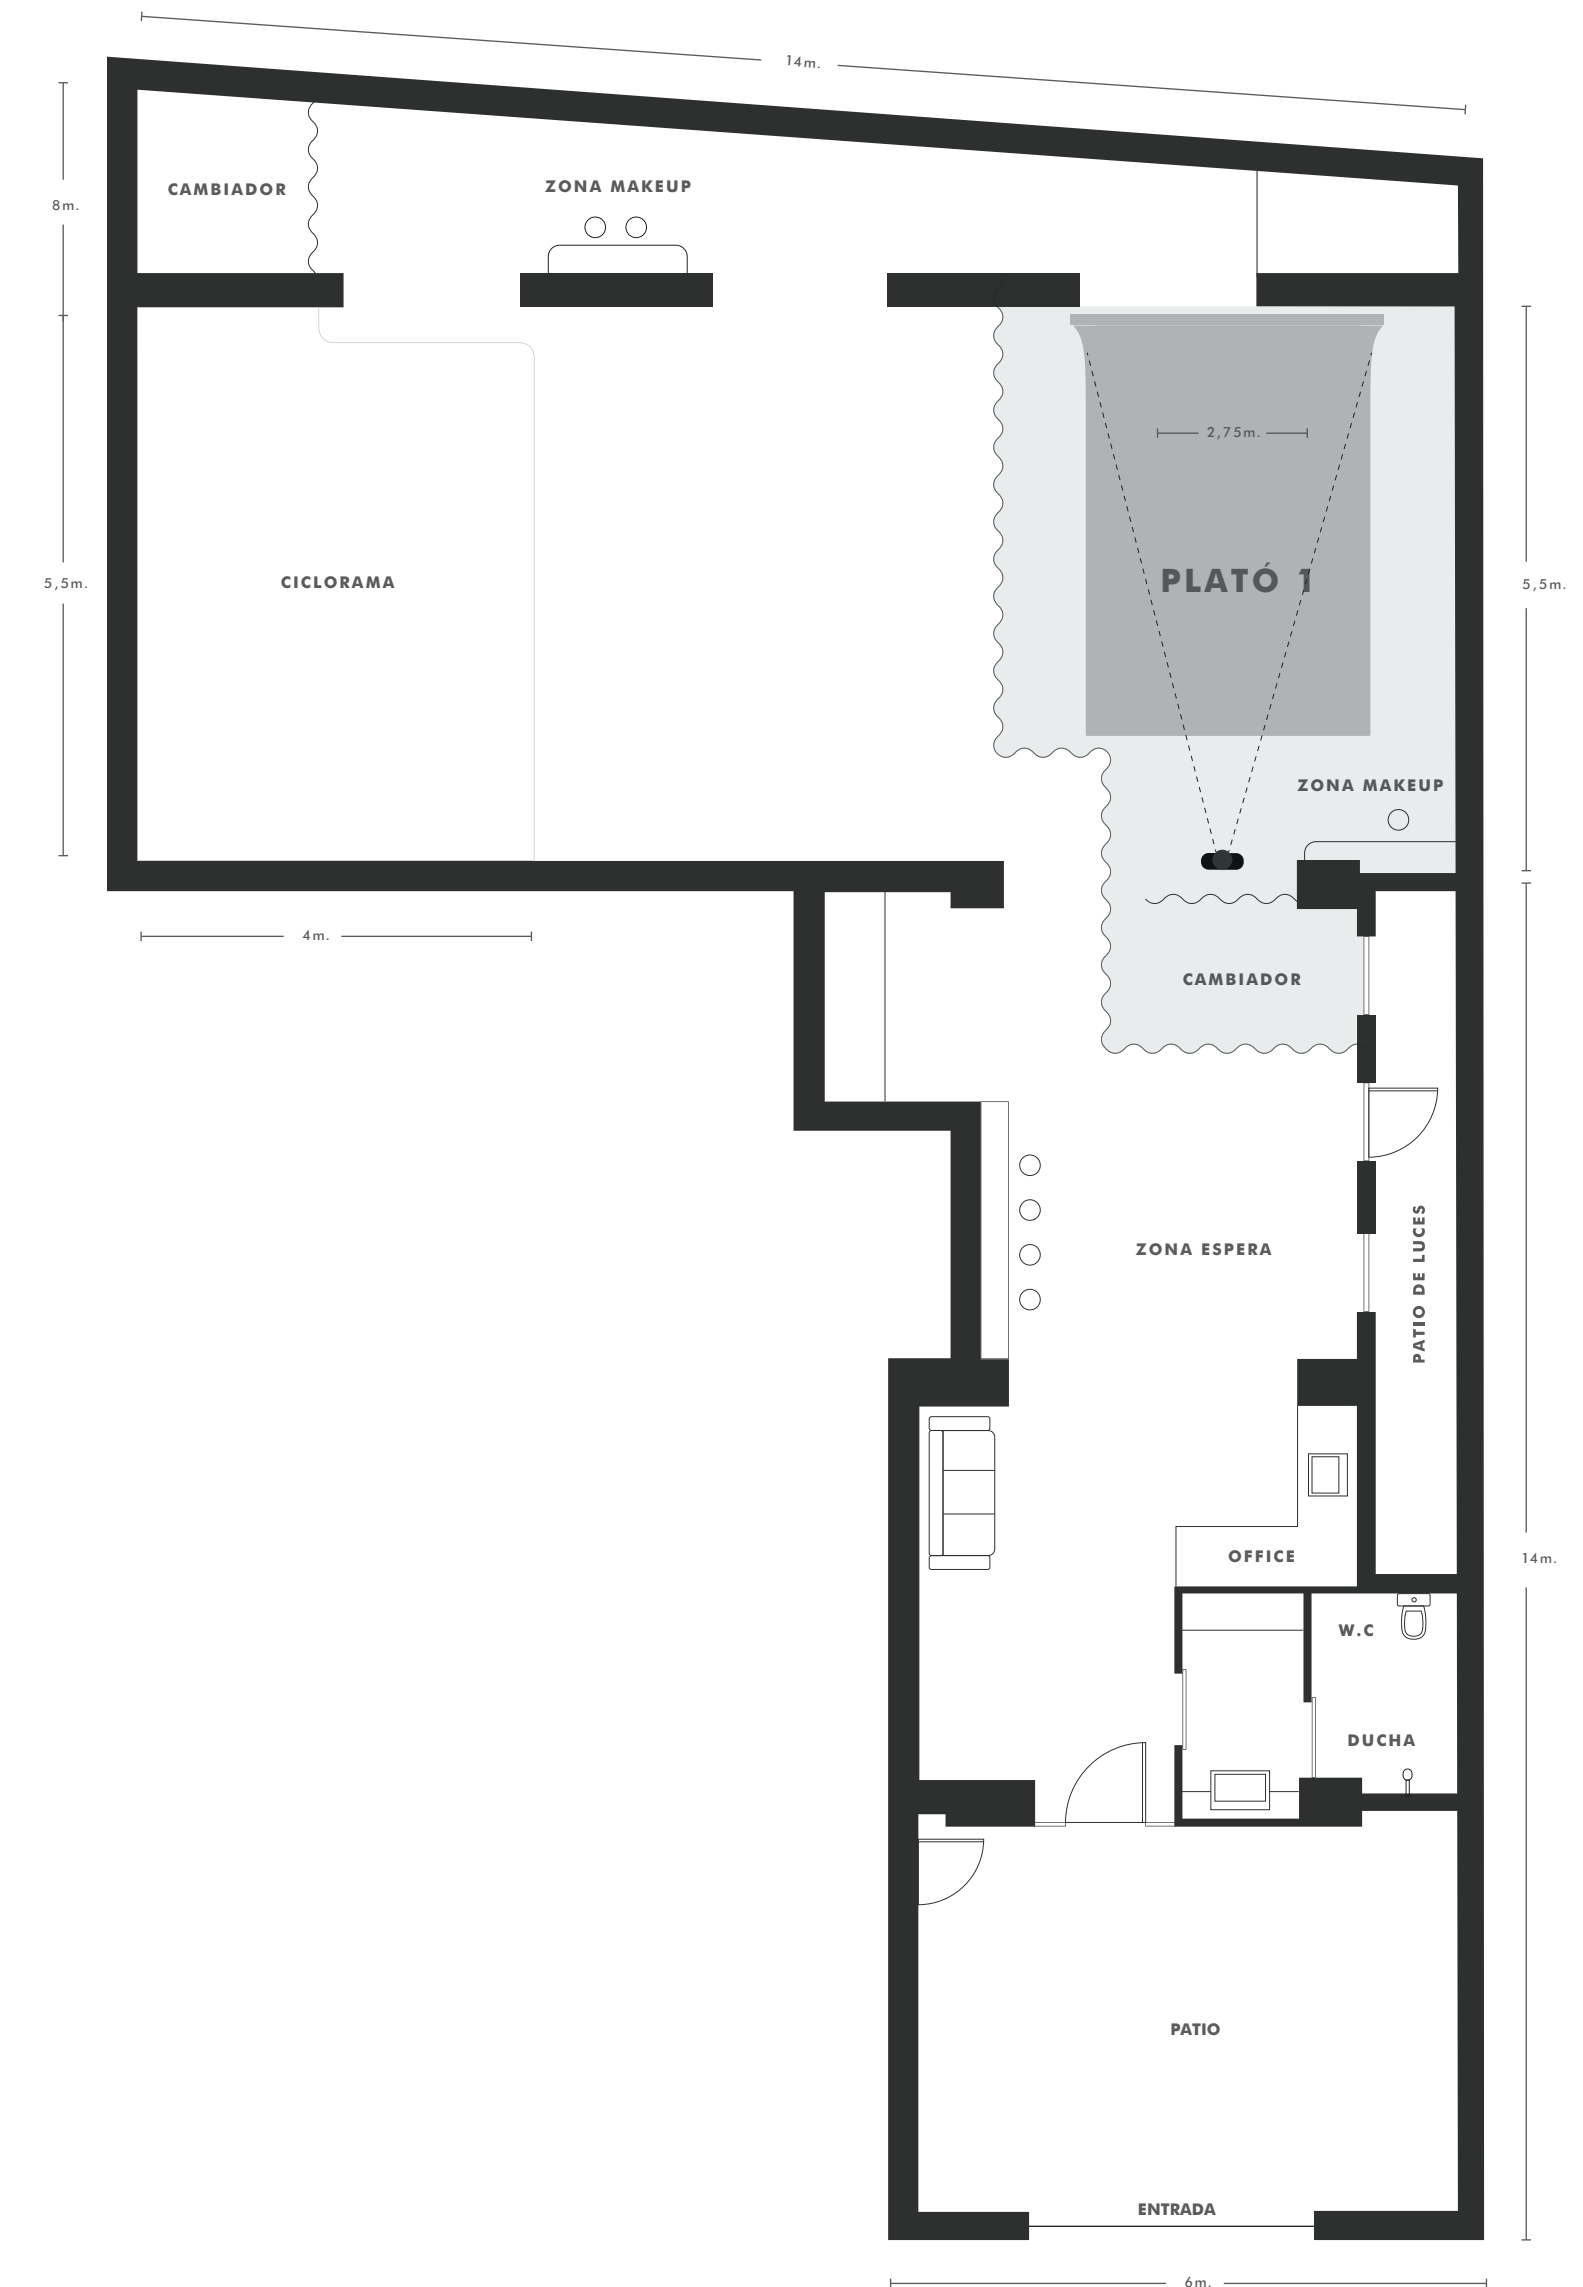 14m.
CAMBIADOR
ZONA MAKEUP
8m.
2,75m.
CICLORAMA
5,5m.
PLATÓ 1
5,5m.
ZONA MAKEUP
4m.
CAMBIADOR
ZONA ESPERA
PATIO DE LUCES
OFFICE
14m.
W.C
DUCHA
PATIO
ENTRADA
6m.